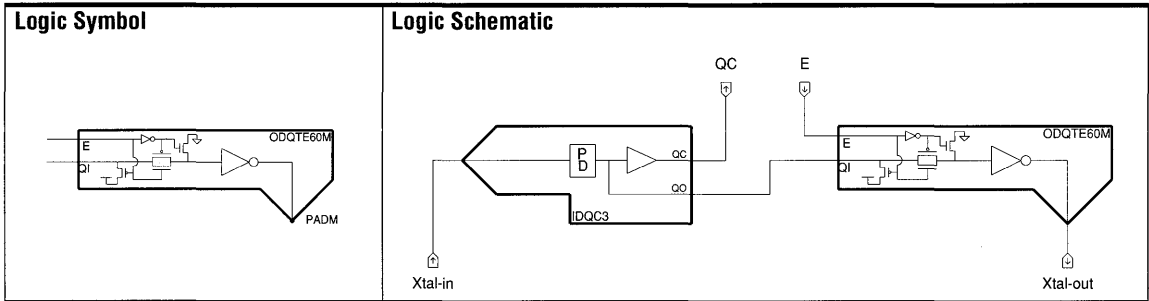 Logic Symbol
ODQTE60M
E
QI
PADM
Logic Schematic
QC
E
P
D
QC
QO
IDQC3
ODQTE60M
E
QI
Xtal-in
Xtal-out